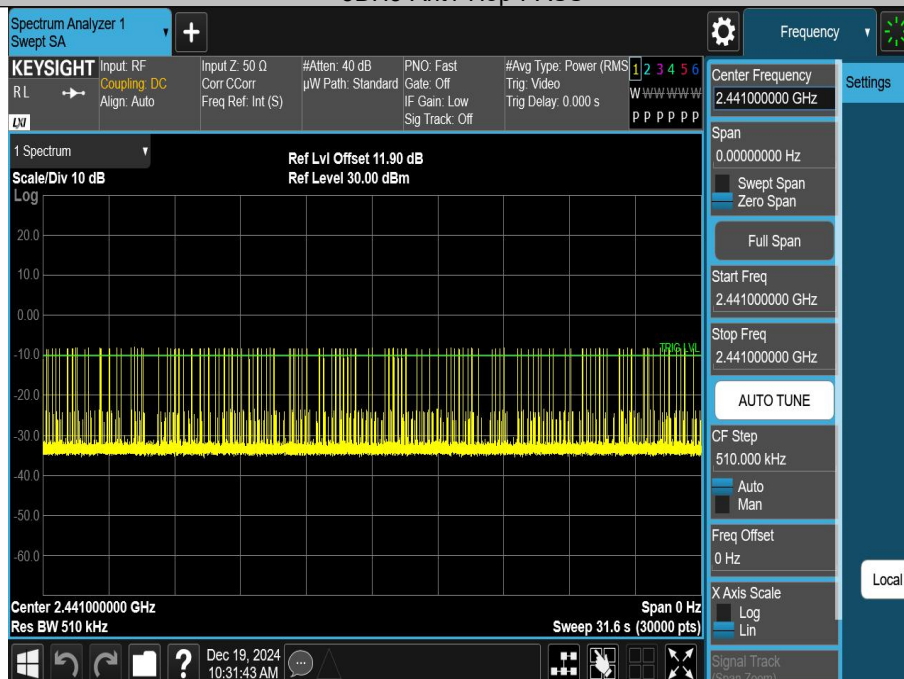 Spectrum Analyzer 1
Swept SA
Frequency
KEYSIGHT
R L
LXI
Input: RF
Coupling: DC
Align: Auto
Input Z: 50 Ω
Corr CCorr
Freq Ref: Int (S)
#Atten: 40 dB
µW Path: Standard
PNO: Fast
Gate: Off
IF Gain: Low
Sig Track: Off
#Avg Type: Power (RMS
Trig: Video
Trig Delay: 0.000 s
1 2 3 4 5 6
W W W W W W
P P P P P P
1 Spectrum
Scale/Div 10 dB
Ref Lvl Offset 11.90 dB
Ref Level 30.00 dBm
Log
20.0
10.0
0.00
-10.0
-20.0
-30.0
-40.0
-50.0
-60.0
TRIG LVL
Center 2.441000000 GHz
Span 0 Hz
Res BW 510 kHz
Sweep 31.6 s (30000 pts)
Dec 19, 2024
10:31:43 AM
Center Frequency
2.441000000 GHz
Settings
Span
0.00000000 Hz
Swept Span
Zero Span
Full Span
Start Freq
2.441000000 GHz
Stop Freq
2.441000000 GHz
AUTO TUNE
CF Step
510.000 kHz
Auto
Man
Freq Offset
0 Hz
Local
X Axis Scale
Log
Lin
Signal Track
(Span Zoom)